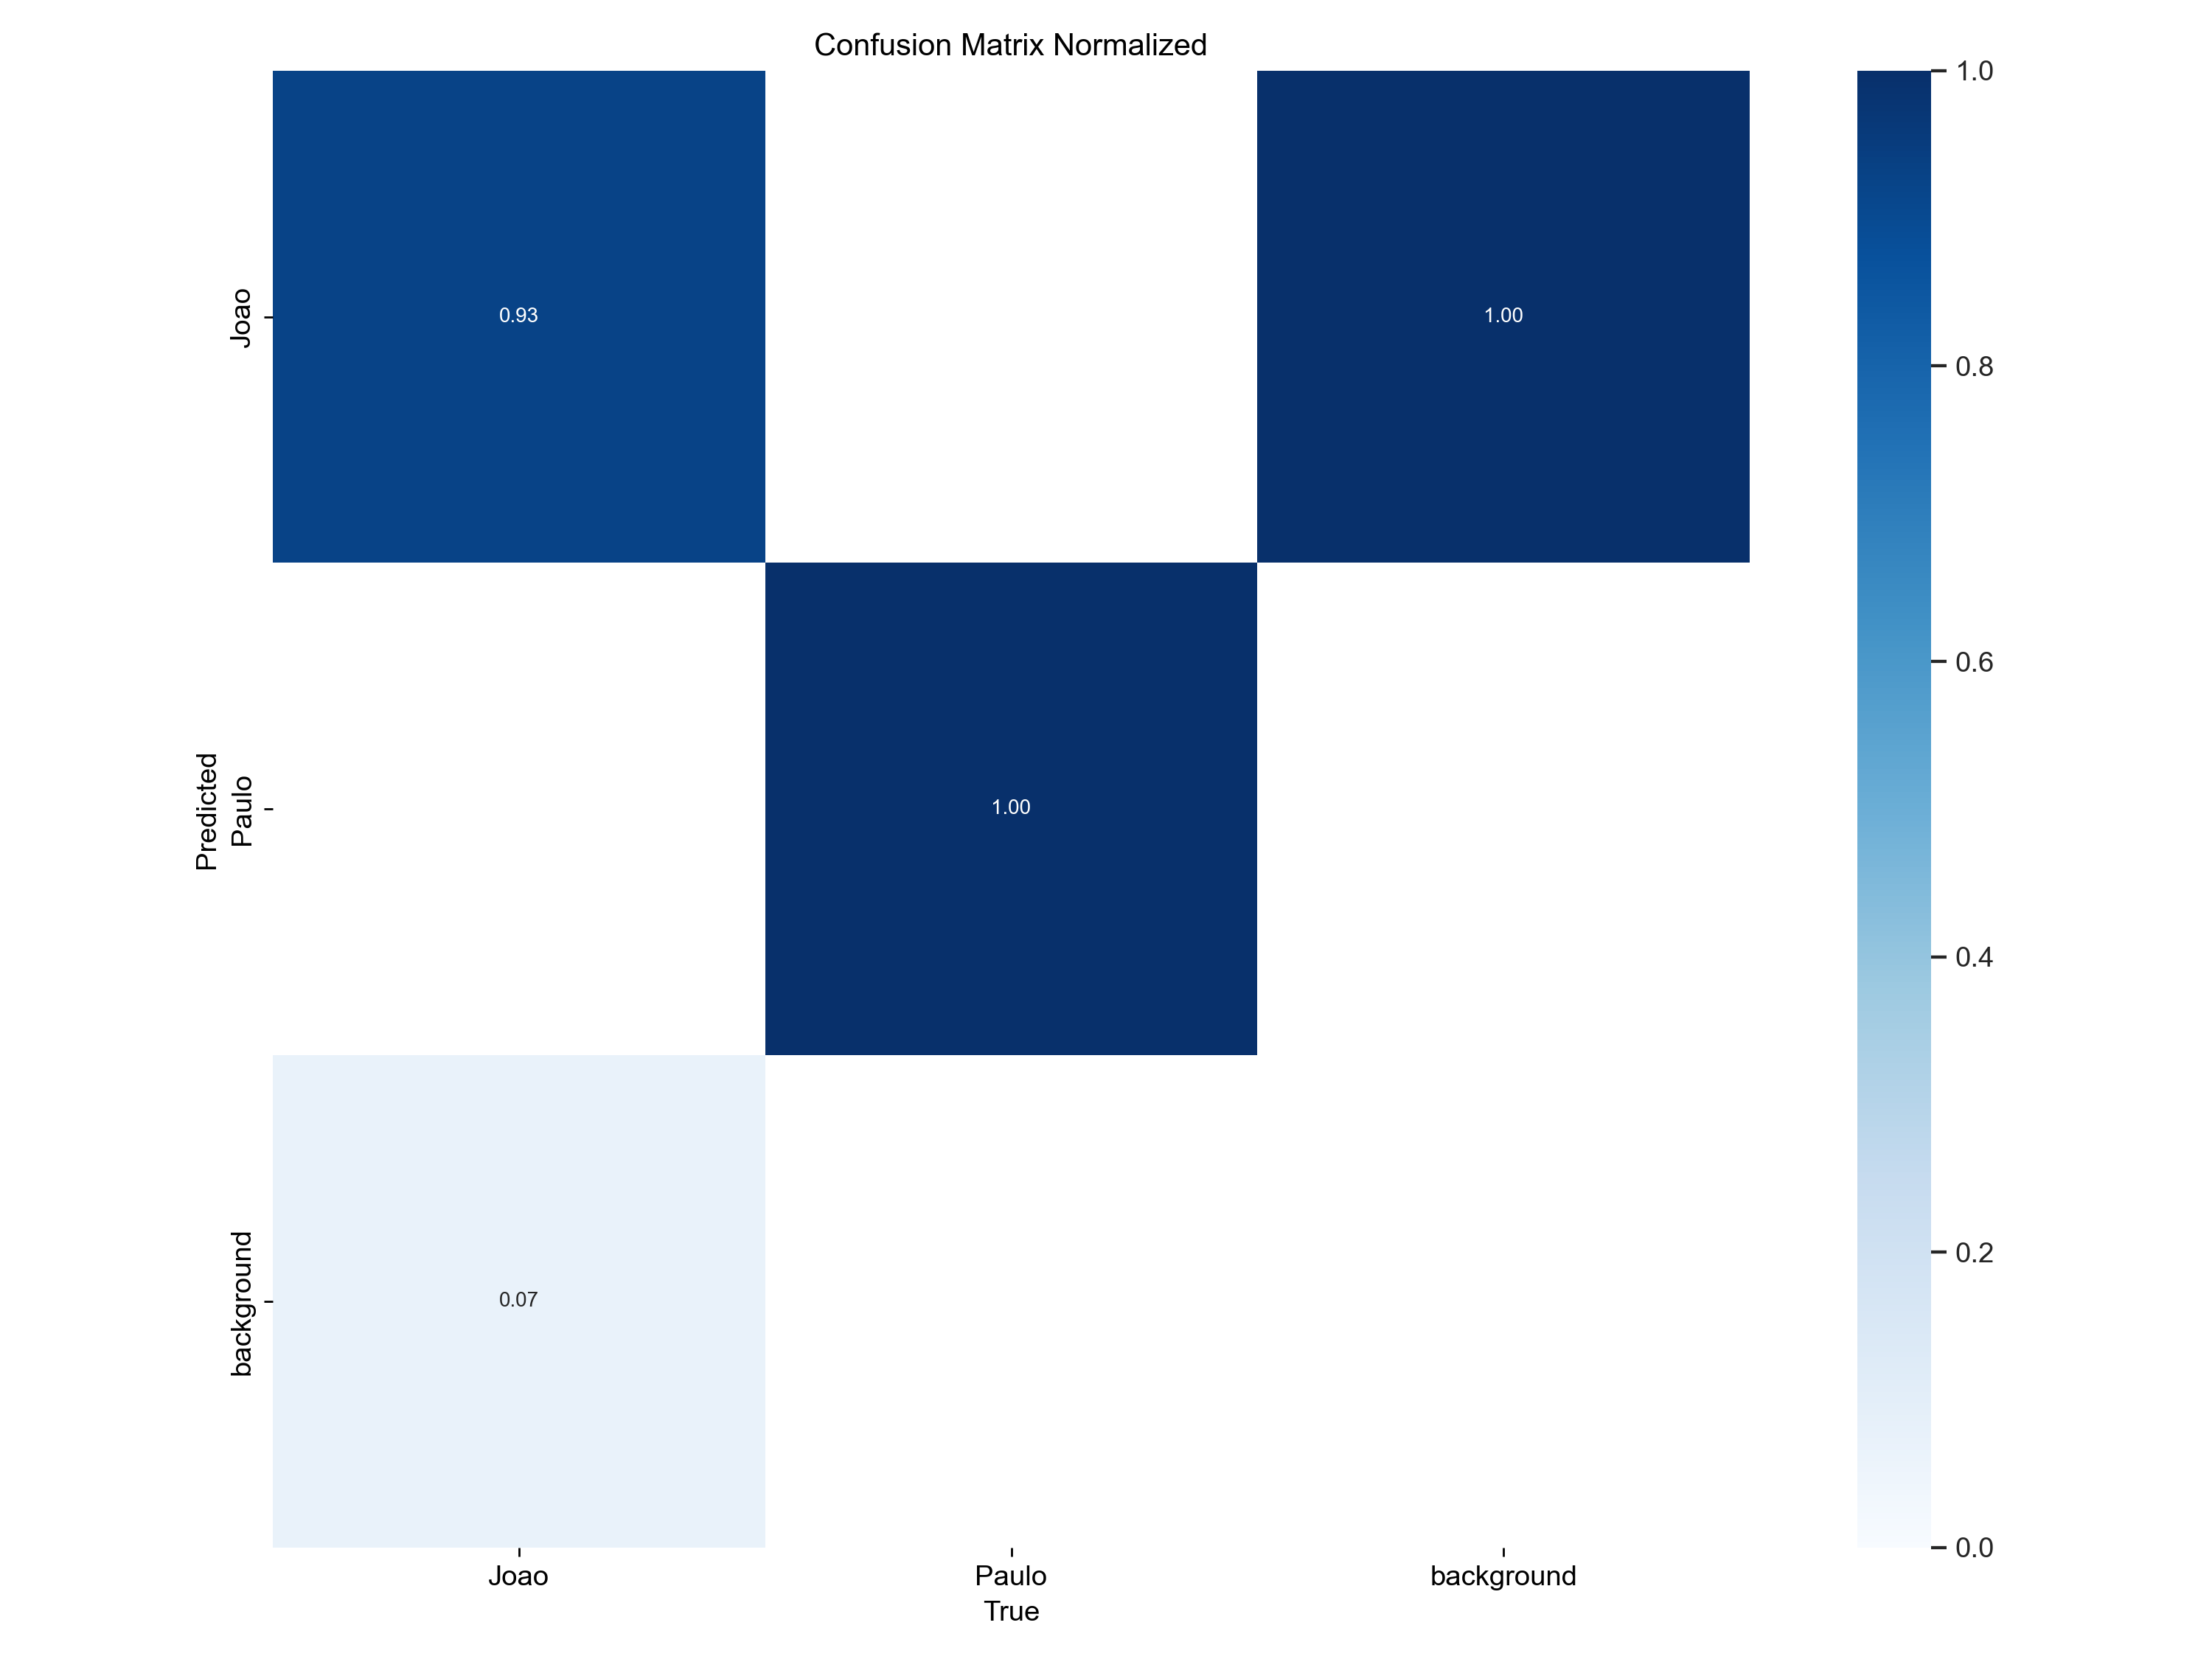 Confusion Matrix Normalized
1.0
0.8
0.6
0.4
0.2
0.0
Predicted
Joao
0.93
1.00
Paulo
1.00
background
0.07
Joao
Paulo
background
True